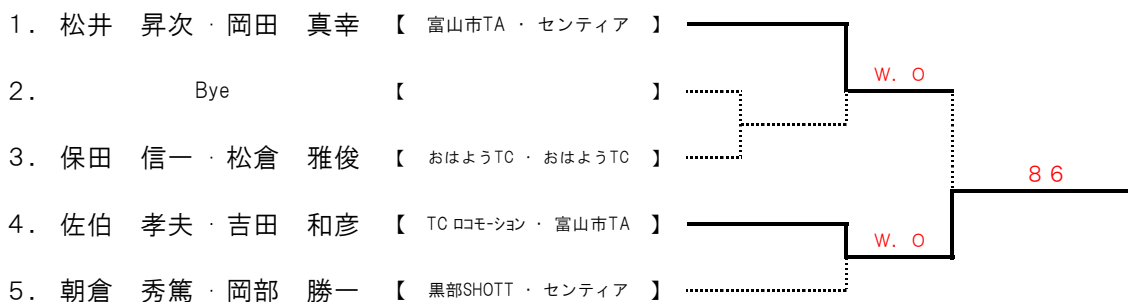 1. 松井 昇次 ・ 岡田 真幸 【 富山市TA ・ センティア 】
W. O
2. Bye 【 】
3. 保田 信一 ・ 松倉 雅俊 【 おはようTC ・ おはようTC 】
8 6
4. 佐伯 孝夫 ・ 吉田 和彦 【 TC ロコモーション ・ 富山市TA 】
W. O
5. 朝倉 秀篤 ・ 岡部 勝一 【 黒部SHOTT ・ センティア 】